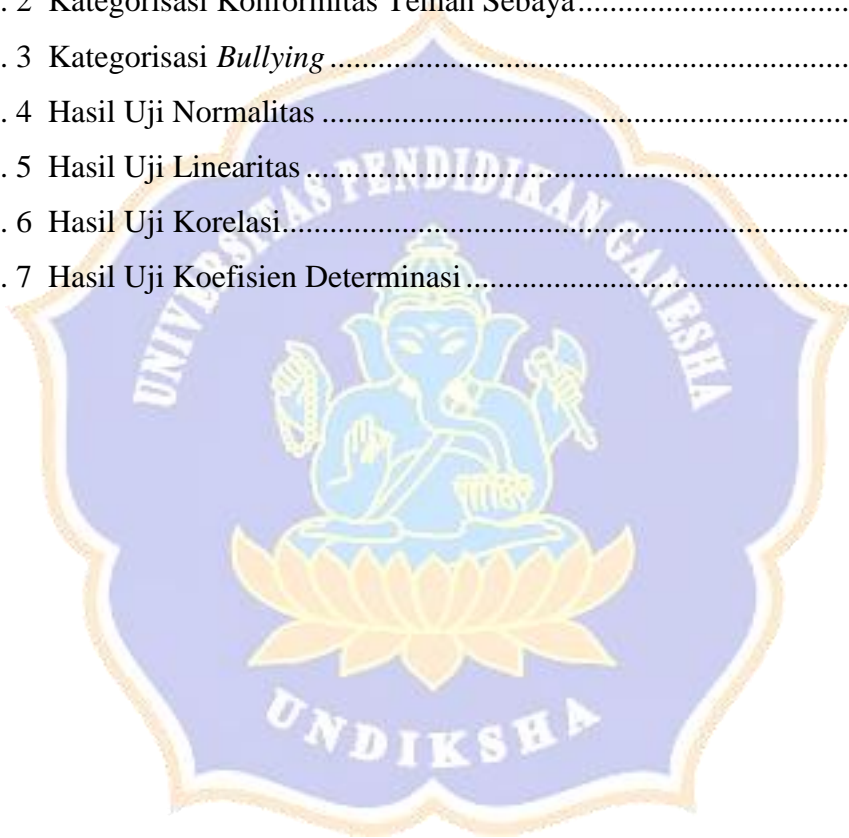 . 2 Kategorisasi Konformitas Teman Sebaya........................................
. 3 Kategorisasi Bullying ..............................................................................
. 4 Hasil Uji Normalitas ...............................................................................
. 5 Hasil Uji Linearitas .................................................................................
. 6 Hasil Uji Korelasi.....................................................................................
. 7 Hasil Uji Koefisien Determinasi .........................................................
UNIVERSITAS PENDIDIKAN GANESHA
UNDIKSHA